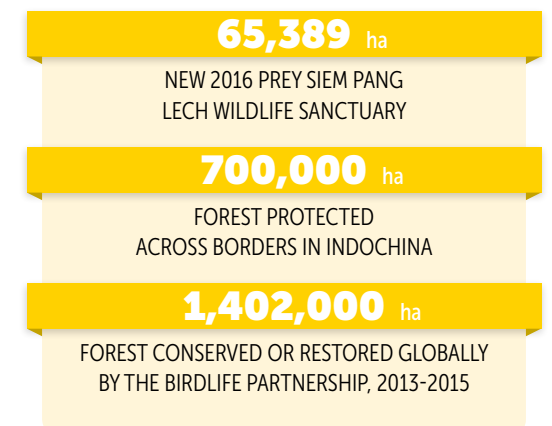 65,389 ha
NEW 2016 PREY SIEM PANG
LECH WILDLIFE SANCTUARY
700,000 ha
FOREST PROTECTED
ACROSS BORDERS IN INDOCHINA
1,402,000 ha
FOREST CONSERVED OR RESTORED GLOBALLY
BY THE BIRDLIFE PARTNERSHIP, 2013-2015